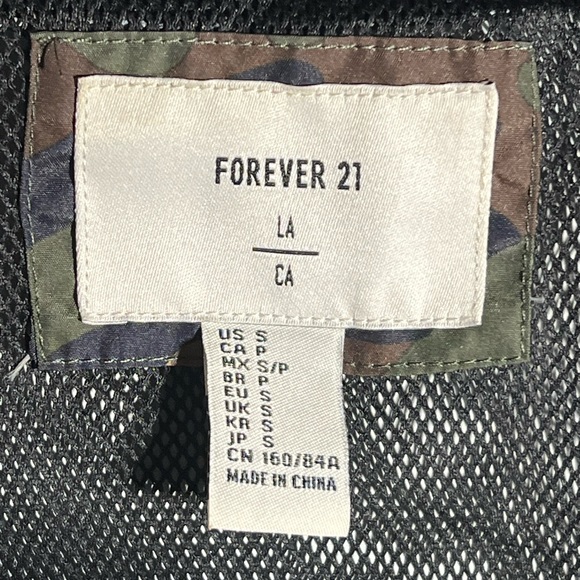 FOREVER 21
LA
CA
US S
CA P
MX S/P
BR P
EU S
UK S
KR S
JP S
CN 160/84A
MADE IN CHINA